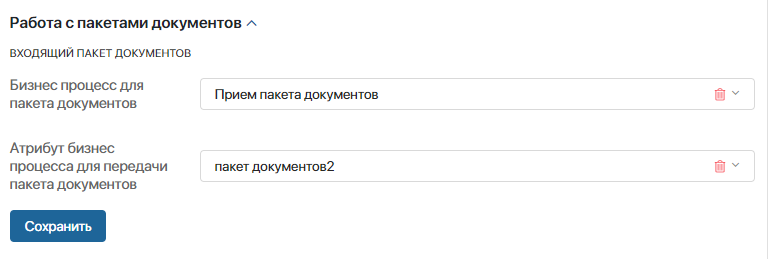 Работа с пакетами документов
ВХОДЯЩИЙ ПАКЕТ ДОКУМЕНТОВ
Бизнес процесс для
пакета документов
Прием пакета документов
Атрибут бизнес
процесса для передачи
пакета документов
пакет документов2
Сохранить